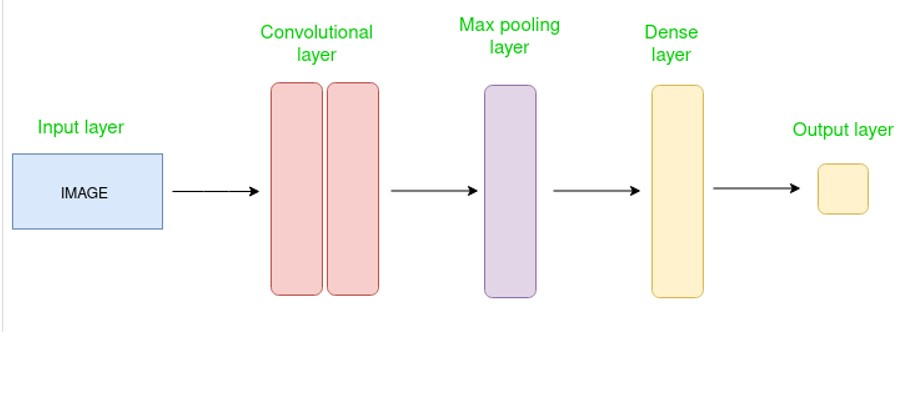 Input layer
IMAGE
Convolutional
layer
Max pooling
layer
Dense
layer
Output layer